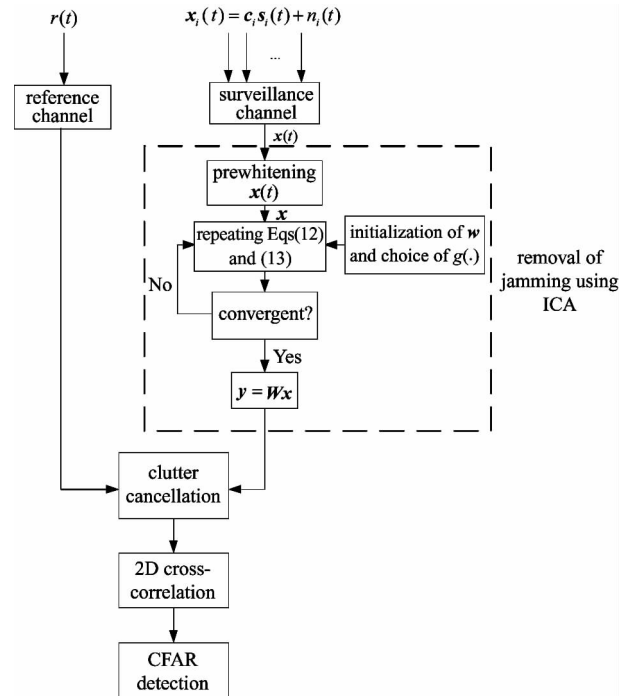 r(t)
x_i(t) = c_i s_i(t) + n_i(t)
...
reference
channel
surveillance
channel
x(t)
prewhitening
x(t)
x
repeating Eqs(12)
and (13)
initialization of w
and choice of g(.)
removal of
jamming using
ICA
No
convergent?
Yes
y = Wx
clutter
cancellation
2D cross-
correlation
CFAR
detection